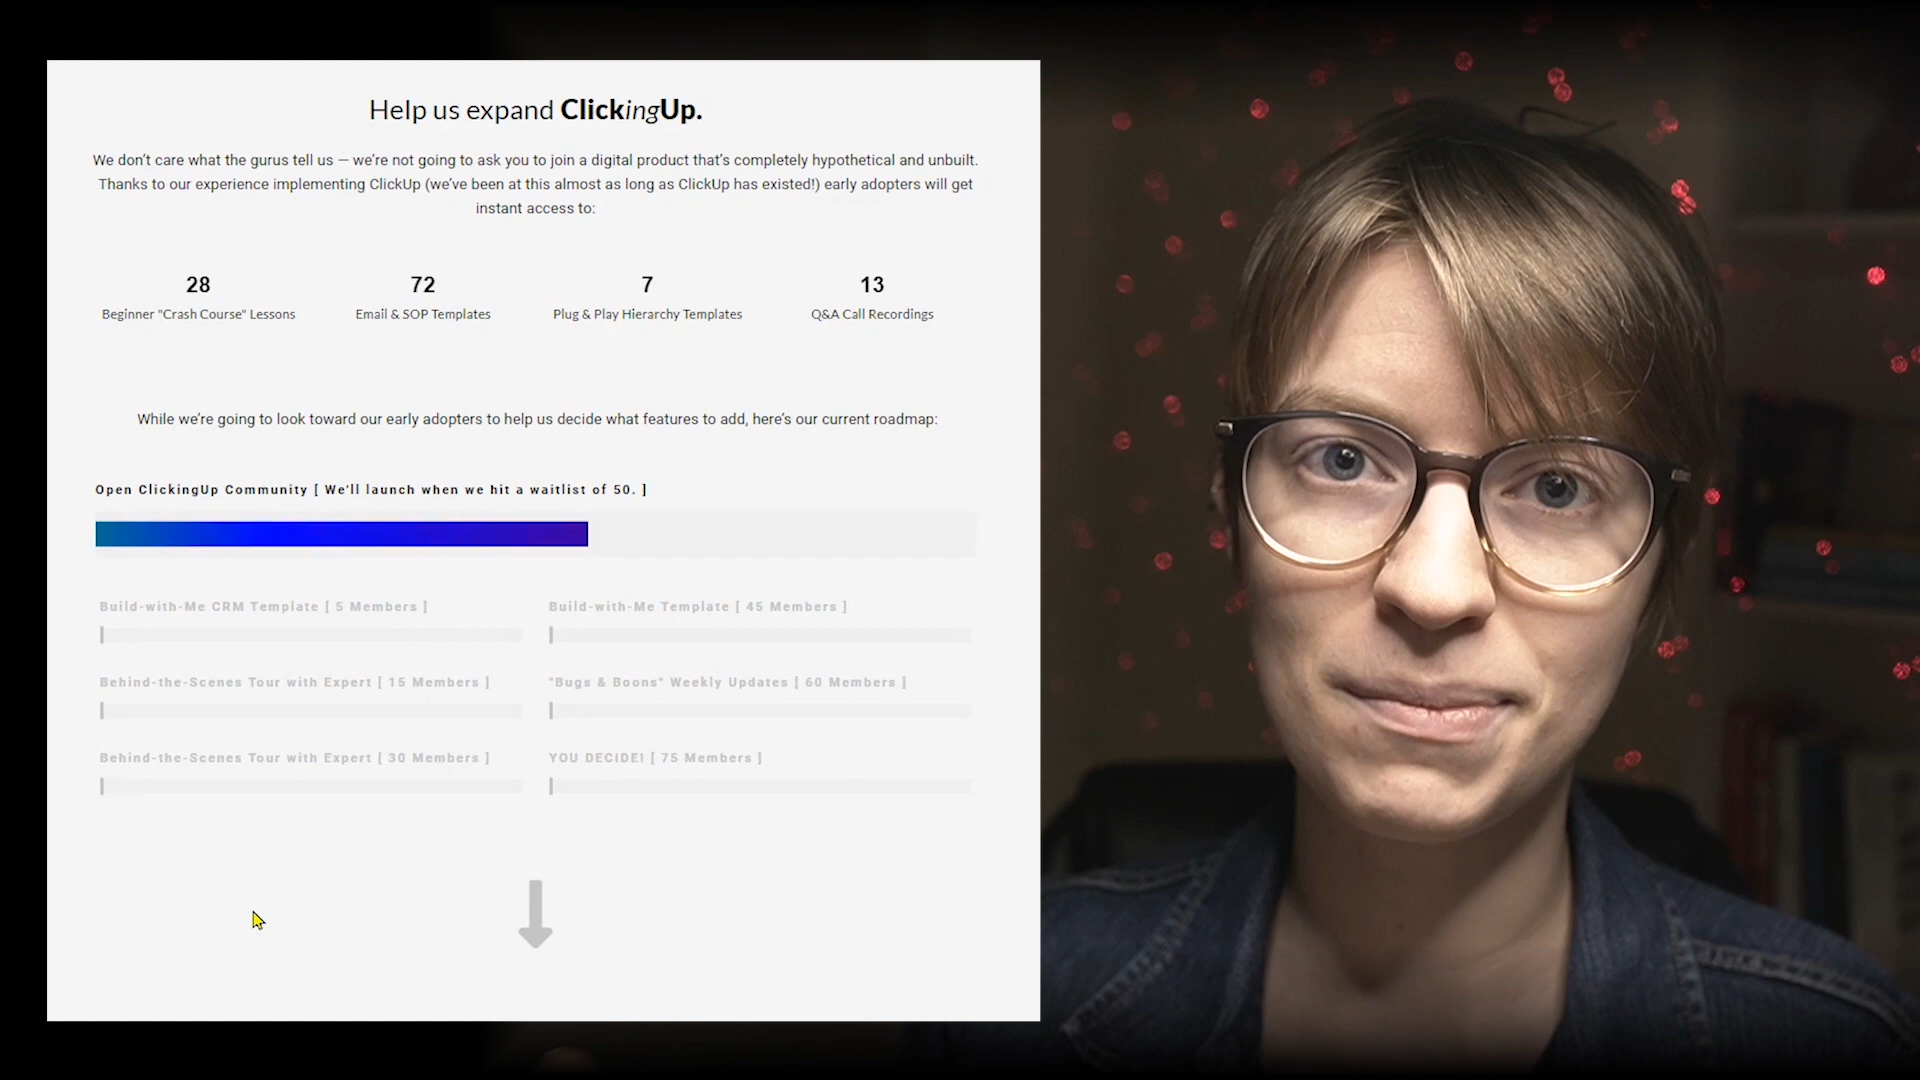 Help us expand ClickingUp.
We don't care what the gurus tell us — we're not going to ask you to join a digital product that's completely hypothetical and unbuilt.
Thanks to our experience implementing ClickUp (we've been at this almost as long as ClickUp has existed!) early adopters will get
instant access to:
28
Beginner "Crash Course" Lessons
72
Email & SOP Templates
7
Plug & Play Hierarchy Templates
13
Q&A Call Recordings
While we're going to look toward our early adopters to help us decide what features to add, here's our current roadmap:
Open ClickingUp Community [ We'll launch when we hit a waitlist of 50. ]
Build-with-Me CRM Template [ 5 Members ]
Build-with-Me Template [ 45 Members ]
Behind-the-Scenes Tour with Expert [ 15 Members ]
"Bugs & Boons" Weekly Updates [ 60 Members ]
Behind-the-Scenes Tour with Expert [ 30 Members ]
YOU DECIDE! [ 75 Members ]